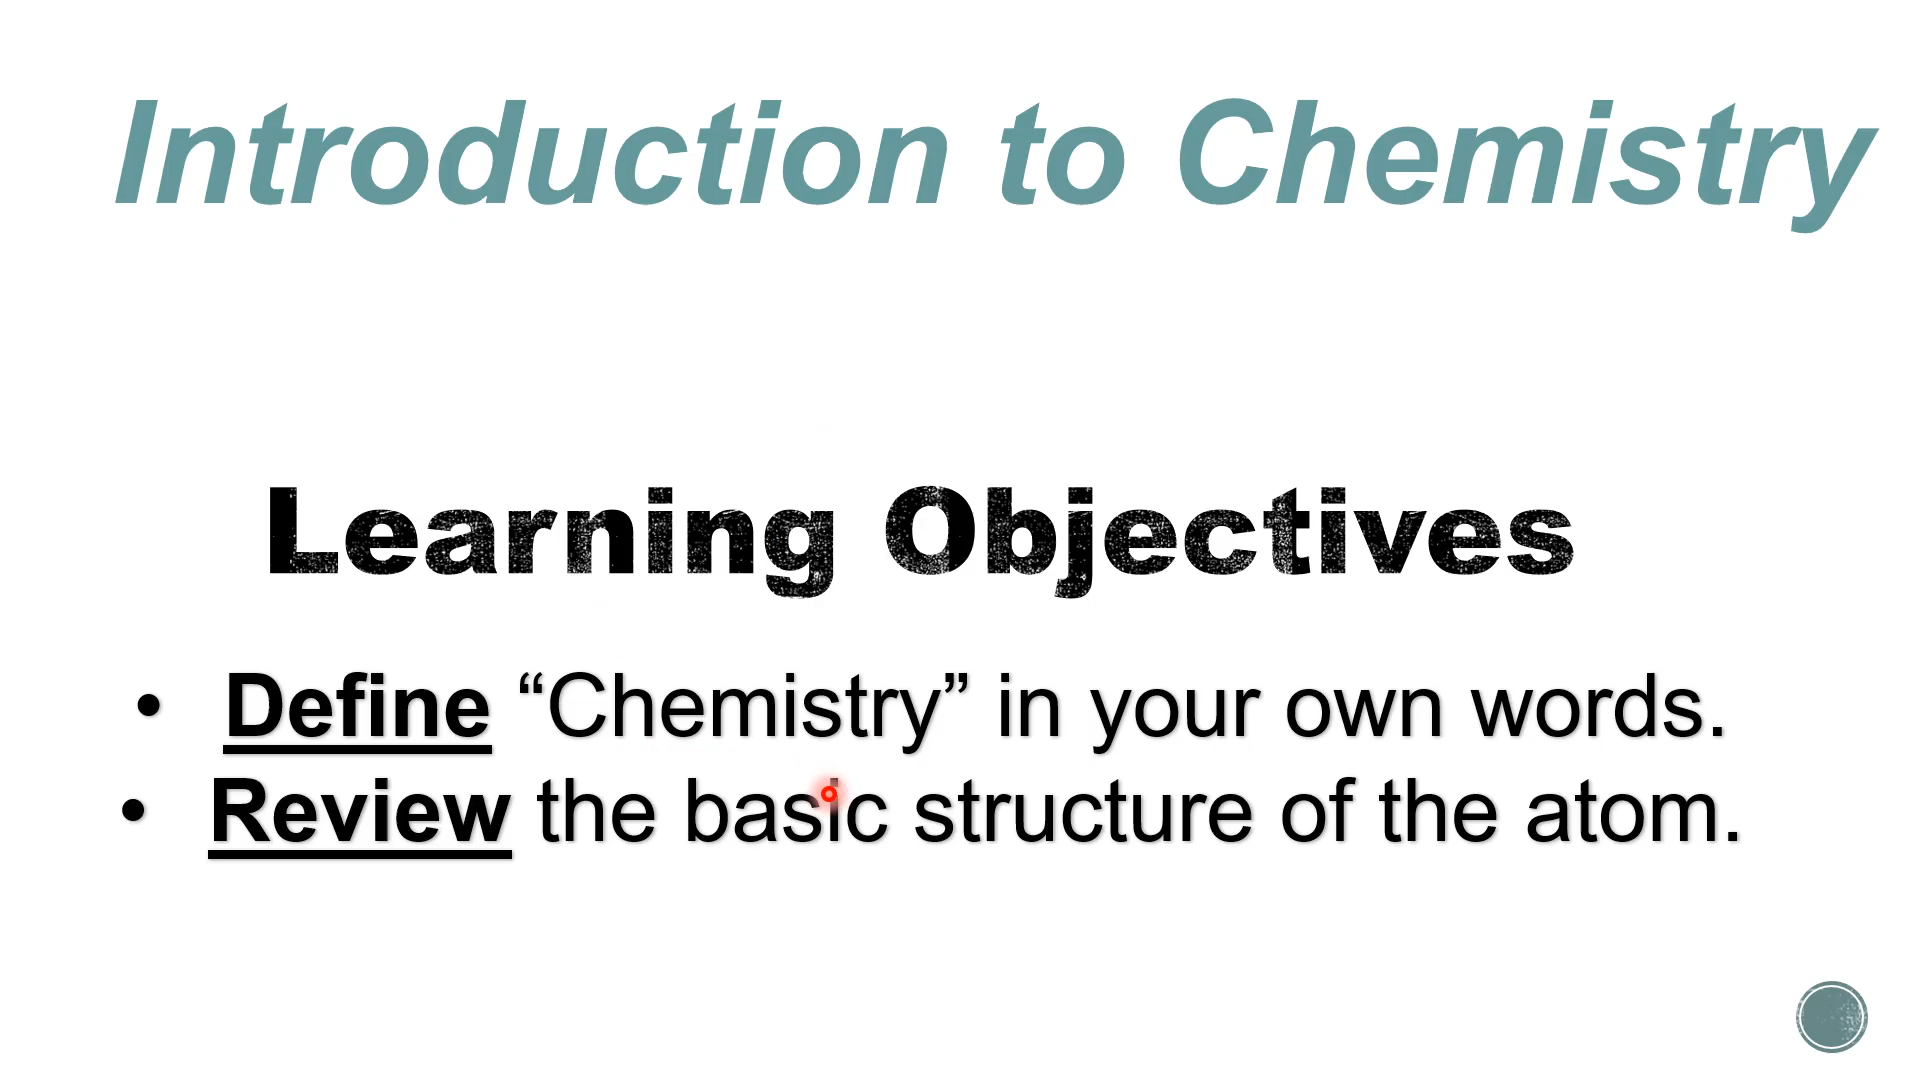 Introduction to Chemistry
Learning Objectives
• Define “Chemistry” in your own words.
• Review the basic structure of the atom.